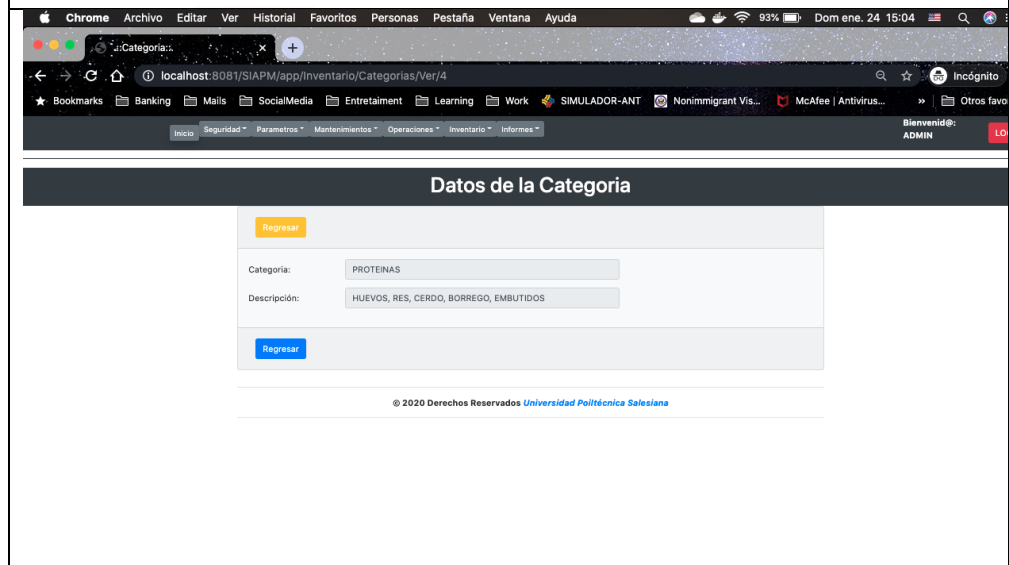 Chrome Archivo Editar Ver Historial Favoritos Personas Pestaña Ventana Ayuda 93% Dom ene. 24 15:04
.::Categoria::. × +
localhost:8081/SIAPM/app/Inventario/Categorias/Ver/4 Incógnito
Bookmarks Banking Mails SocialMedia Entretaiment Learning Work SIMULADOR-ANT Nonimmigrant Vis... McAfee | Antivirus... » Otros favo
Inicio Seguridad Parametros Mantenimientos Operaciones Inventario Informes Bienvenid@:
ADMIN LO
Datos de la Categoria
Regresar
Categoria: PROTEINAS
Descripción: HUEVOS, RES, CERDO, BORREGO, EMBUTIDOS
Regresar
© 2020 Derechos Reservados Universidad Poiltécnica Salesiana